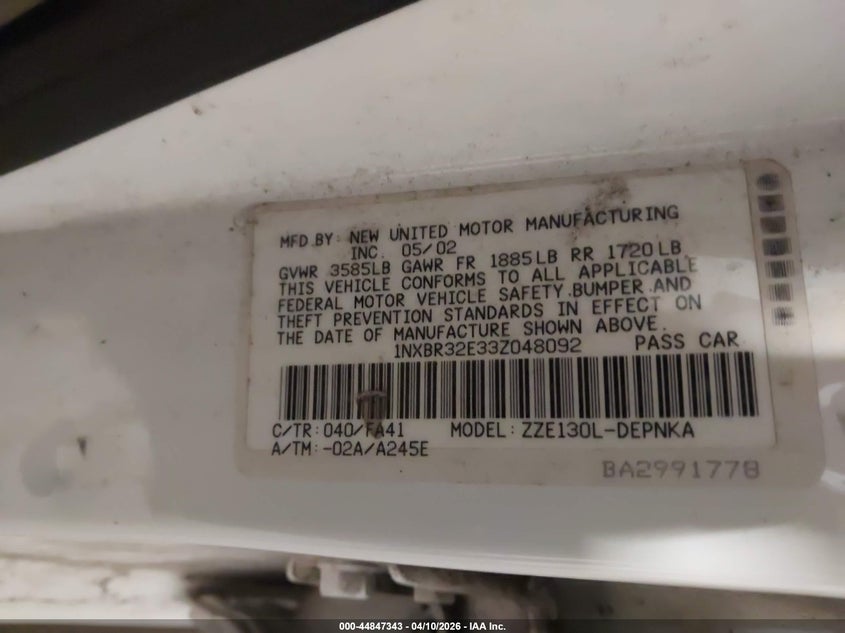 MFD.BY: NEW UNITED MOTOR MANUFACTURING
INC. 05/02
GVWR 3585LB GAWR FR 1885LB RR 1720LB
THIS VEHICLE CONFORMS TO ALL APPLICABLE
FEDERAL MOTOR VEHICLE SAFETY,BUMPER,AND
THEFT PREVENTION STANDARDS IN EFFECT ON
THE DATE OF MANUFACTURE SHOWN ABOVE.
1NXBR32E33Z048092 PASS CAR
C/TR: 040/FA41 MODEL: ZZE130L-DEPNKA
A/TM: -02A/A245E
BA2991778
000-44847343 - 04/10/2026 - IAA Inc.